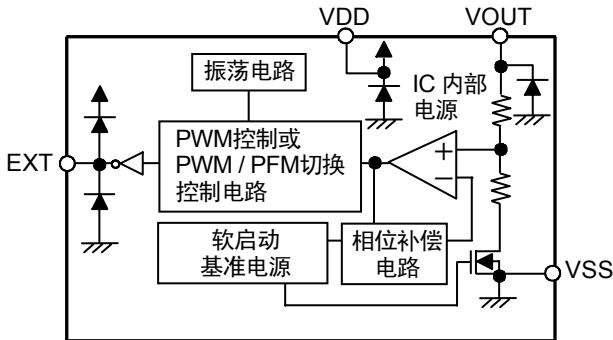 VDD
VOUT
振荡电路
IC 内部
电源
EXT
PWM控制或
PWM / PFM切换
控制电路
+
−
软启动
基准电源
相位补偿
电路
VSS